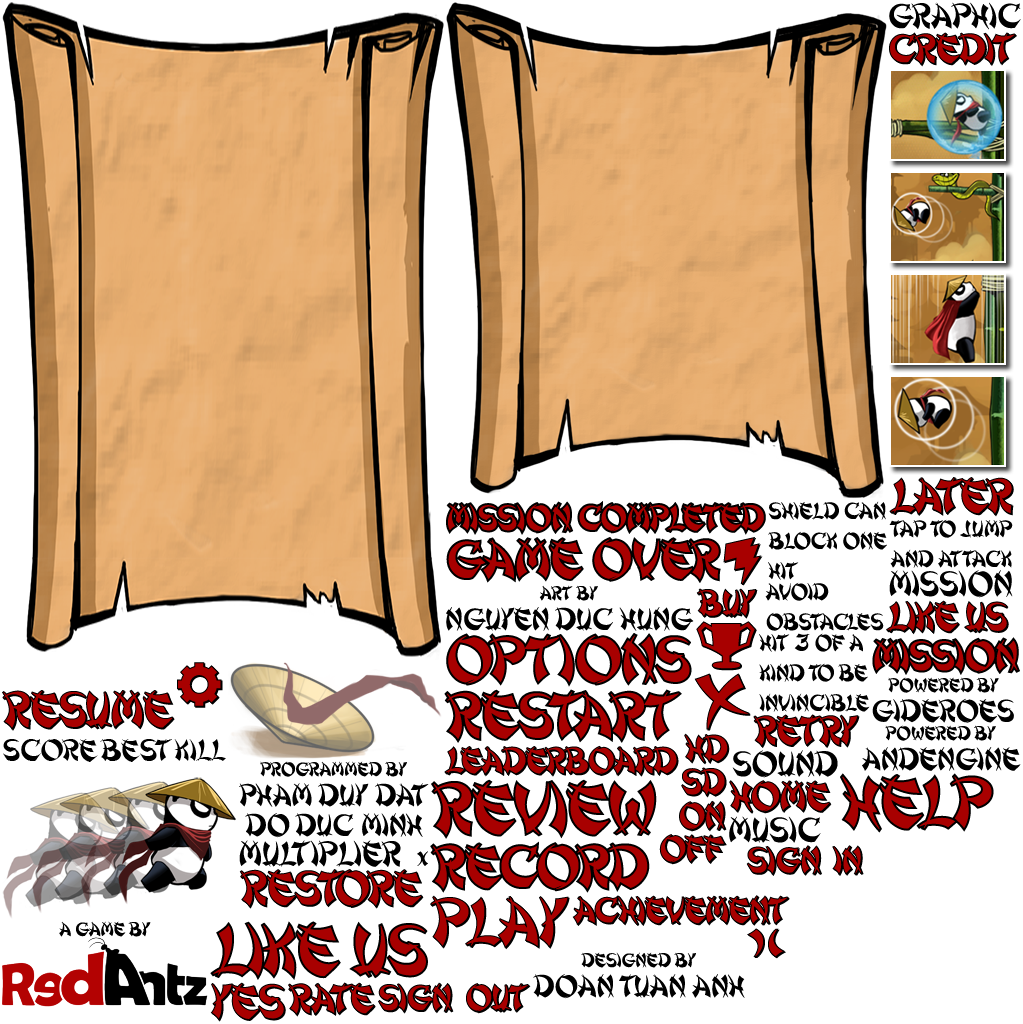 GRAPHIC
CREDIT
MISSION COMPLETED
SHIELD CAN
BLOCK ONE
HIT
LATER
TAP TO JUMP
AND ATTACK
GAME OVER
AVOID
OBSTACLES
MISSION
ART BY
NGUYEN DUC HUNG
BUY
LIKE US
HIT 3 OF A
KIND TO BE
INVINCIBLE
OPTIONS
MISSION
POWERED BY
GIDEROES
RESUME
RESTART
RETRY
POWERED BY
ANDENGINE
SCORE BEST KILL
LEADERBOARD
HD
SOUND
PROGRAMMED BY
PHAM DUY DAT
DO DUC MINH
REVIEW
SD
HOME
HELP
ON
MUSIC
MULTIPLIER x
RECORD
OFF
SIGN IN
RESTORE
PLAY
ACHIEVEMENT
A GAME BY
RedAntz
LIKE US
DESIGNED BY
DOAN TUAN ANH
YES RATE SIGN OUT